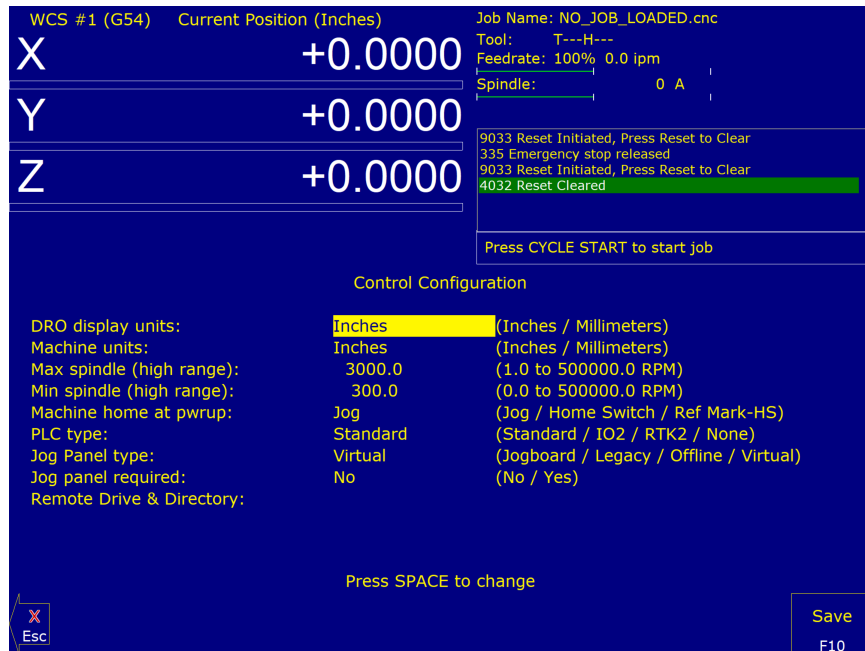 WCS #1 (G54) Current Position (Inches)
X +0.0000
Y +0.0000
Z +0.0000
Job Name: NO_JOB_LOADED.cnc
Tool: T---H---
Feedrate: 100% 0.0 ipm
Spindle: 0 A
9033 Reset Initiated, Press Reset to Clear
335 Emergency stop released
9033 Reset Initiated, Press Reset to Clear
4032 Reset Cleared
Press CYCLE START to start job
Control Configuration
DRO display units: Inches (Inches / Millimeters)
Machine units: Inches (Inches / Millimeters)
Max spindle (high range): 3000.0 (1.0 to 500000.0 RPM)
Min spindle (high range): 300.0 (0.0 to 500000.0 RPM)
Machine home at pwrup: Jog (Jog / Home Switch / Ref Mark-HS)
PLC type: Standard (Standard / IO2 / RTK2 / None)
Jog Panel type: Virtual (Jogboard / Legacy / Offline / Virtual)
Jog panel required: No (No / Yes)
Remote Drive & Directory:
Press SPACE to change
X
Esc
Save
F10